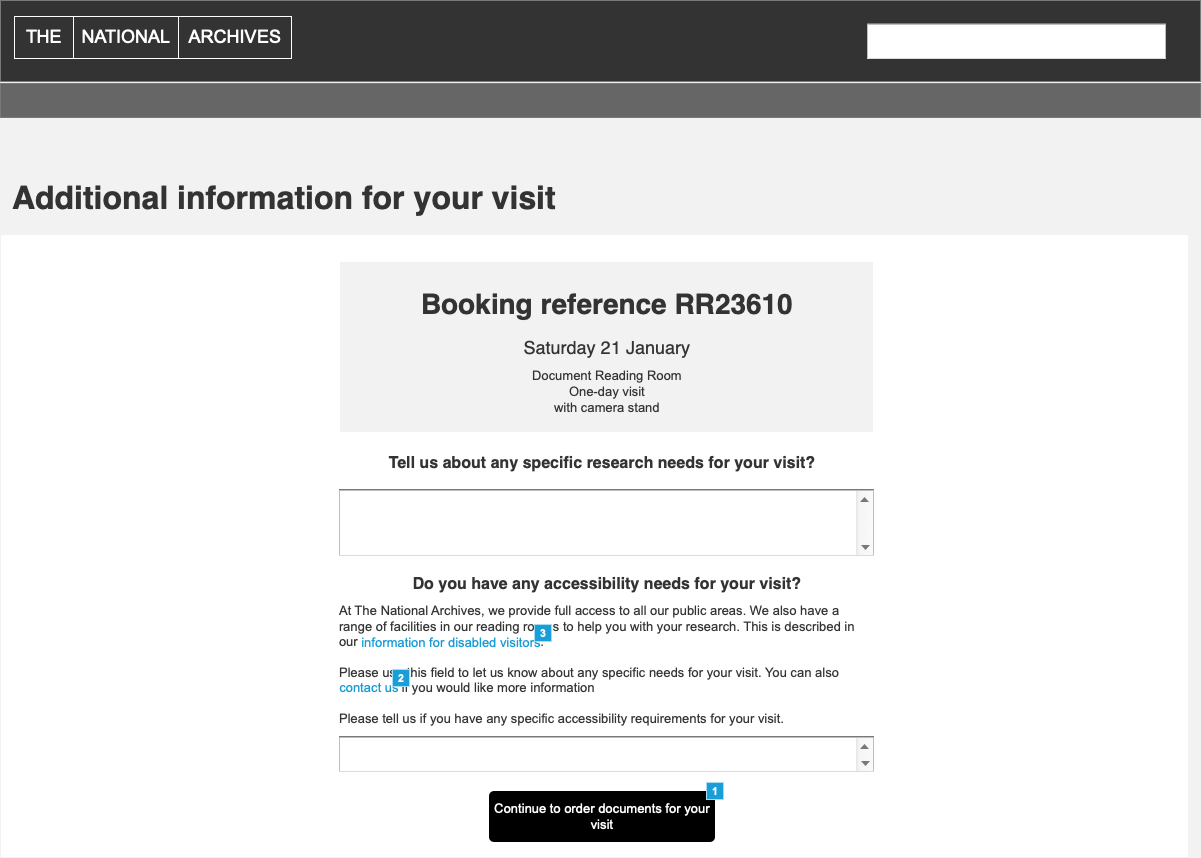 THE NATIONAL ARCHIVES
Additional information for your visit
Booking reference RR23610
Saturday 21 January
Document Reading Room
One-day visit
with camera stand
Tell us about any specific research needs for your visit?
Do you have any accessibility needs for your visit?
At The National Archives, we provide full access to all our public areas. We also have a
range of facilities in our reading ro 3 s to help you with your research. This is described in
our information for disabled visitors.
Please us 2 this field to let us know about any specific needs for your visit. You can also
contact us if you would like more information
Please tell us if you have any specific accessibility requirements for your visit.
1
Continue to order documents for your
visit